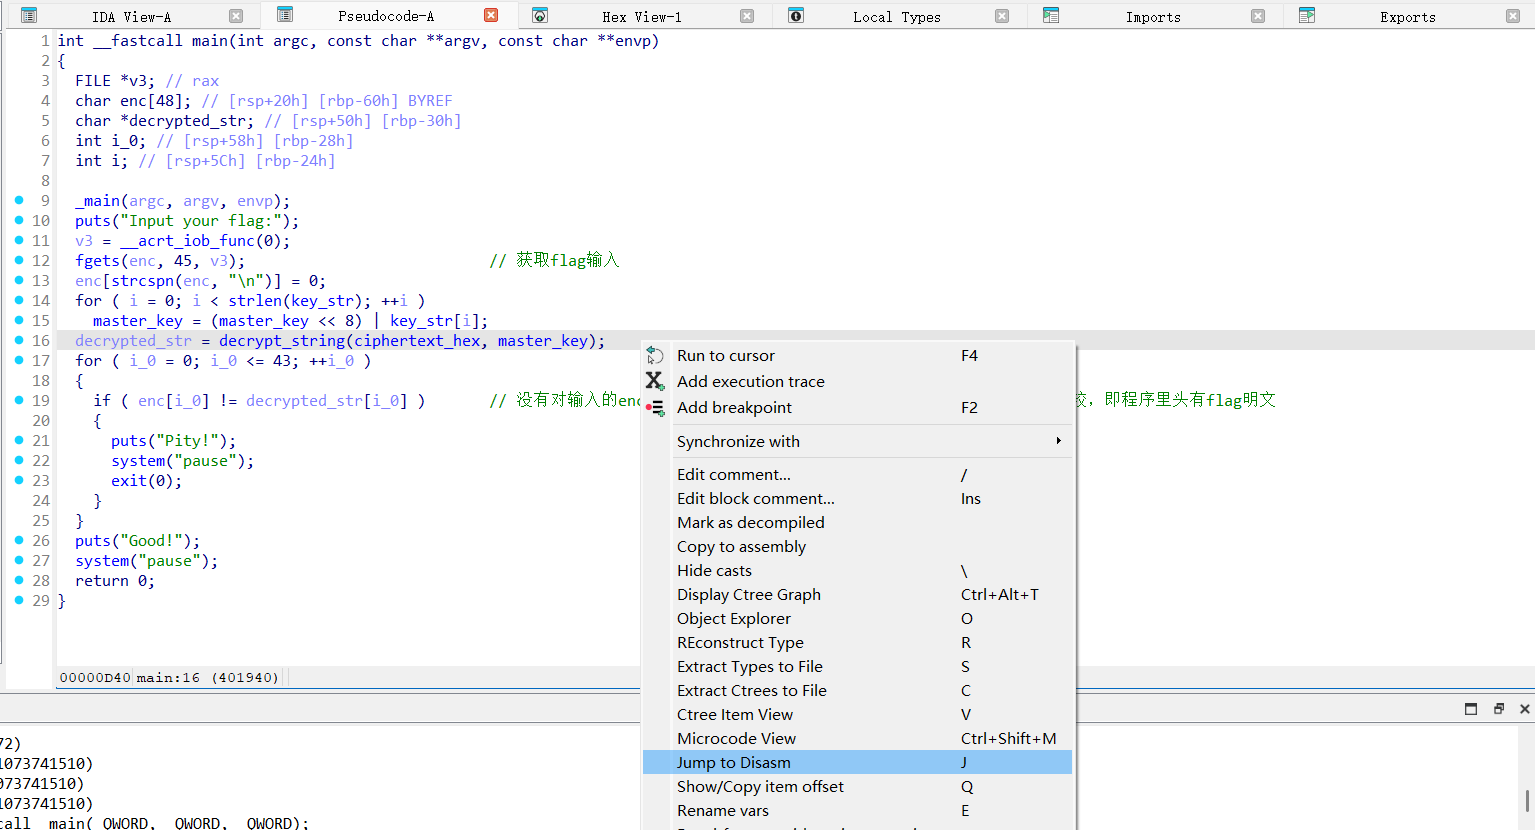 IDA View-A Pseudocode-A Hex View-1 Local Types Imports Exports
1 int __fastcall main(int argc, const char **argv, const char **envp)
2 {
3 FILE *v3; // rax
4 char enc[48]; // [rsp+20h] [rbp-60h] BYREF
5 char *decrypted_str; // [rsp+50h] [rbp-30h]
6 int i_0; // [rsp+58h] [rbp-28h]
7 int i; // [rsp+5Ch] [rbp-24h]
8
9 _main(argc, argv, envp);
10 puts("Input your flag:");
11 v3 = __acrt_iob_func(0);
12 fgets(enc, 45, v3); // 获取flag输入
13 enc[strcspn(enc, "\n")] = 0;
14 for ( i = 0; i < strlen(key_str); ++i )
15 master_key = (master_key << 8) | key_str[i];
16 decrypted_str = decrypt_string(ciphertext_hex, master_key);
17 for ( i_0 = 0; i_0 <= 43; ++i_0 )
18 {
19 if ( enc[i_0] != decrypted_str[i_0] ) // 没有对输入的enc ,即程序里头有flag明文
20 {
21 puts("Pity!");
22 system("pause");
23 exit(0);
24 }
25 }
26 puts("Good!");
27 system("pause");
28 return 0;
29 }
Run to cursor F4
Add execution trace
Add breakpoint F2
Synchronize with
Edit comment... /
Edit block comment... Ins
Mark as decompiled
Copy to assembly
Hide casts \
Display Ctree Graph Ctrl+Alt+T
Object Explorer O
REconstruct Type R
Extract Types to File S
Extract Ctrees to File C
Ctree Item View V
Microcode View Ctrl+Shift+M
Jump to Disasm J
Show/Copy item offset Q
Rename vars E
00000D40 main:16 (401940)
72)
1073741510)
073741510)
1073741510)
call main(_QWORD, _QWORD, _QWORD);